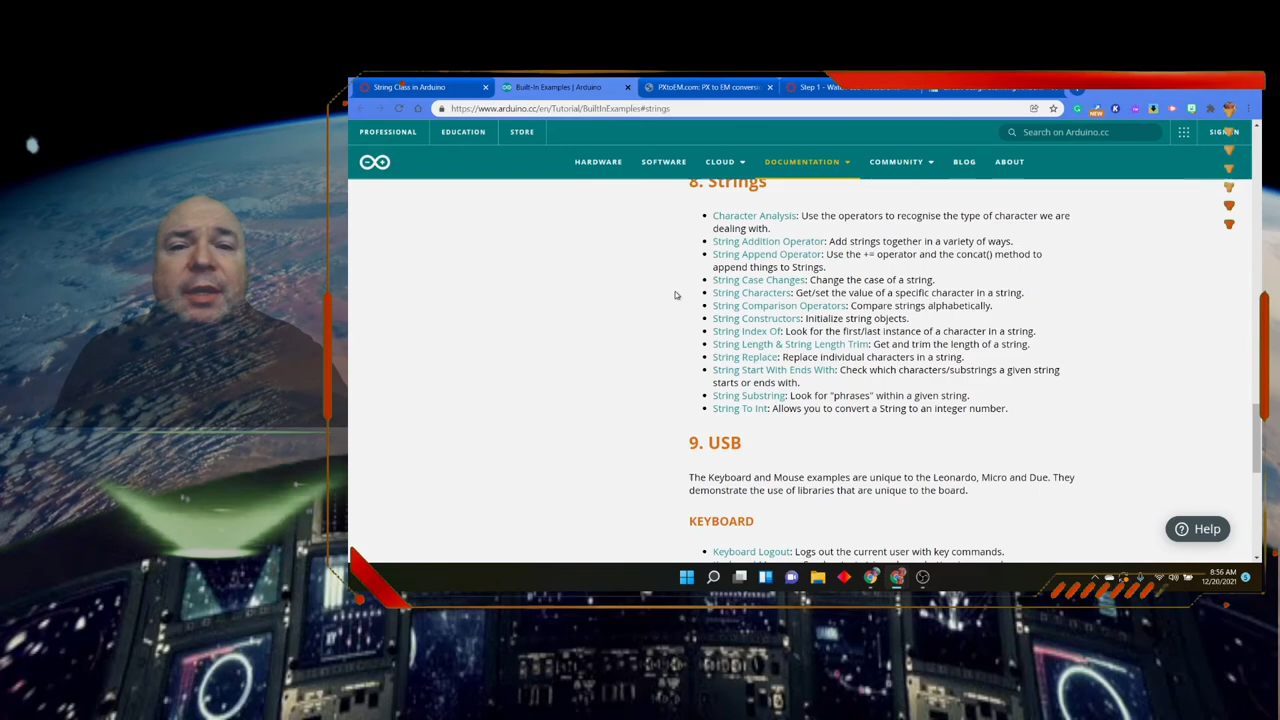 String Class in Arduino
Built-In Examples | Arduino
PXtoEM.com: PX to EM conversi
https://www.arduino.cc/en/Tutorial/BuiltInExamples#strings
NEW
PROFESSIONAL
EDUCATION
STORE
Search on Arduino.cc
HARDWARE
SOFTWARE
CLOUD
DOCUMENTATION
COMMUNITY
BLOG
ABOUT
8. Strings
Character Analysis: Use the operators to recognise the type of character we are
dealing with.
String Addition Operator: Add strings together in a variety of ways.
String Append Operator: Use the += operator and the concat() method to
append things to Strings.
String Case Changes: Change the case of a string.
String Characters: Get/set the value of a specific character in a string.
String Comparison Operators: Compare strings alphabetically.
String Constructors: Initialize string objects.
String Index Of: Look for the first/last instance of a character in a string.
String Length & String Length Trim: Get and trim the length of a string.
String Replace: Replace individual characters in a string.
String Start With Ends With: Check which characters/substrings a given string
starts or ends with.
String Substring: Look for "phrases" within a given string.
String To Int: Allows you to convert a String to an integer number.
9. USB
The Keyboard and Mouse examples are unique to the Leonardo, Micro and Due. They
demonstrate the use of libraries that are unique to the board.
KEYBOARD
Keyboard Logout: Logs out the current user with key commands.
Help
8:56 AM
12/20/2021